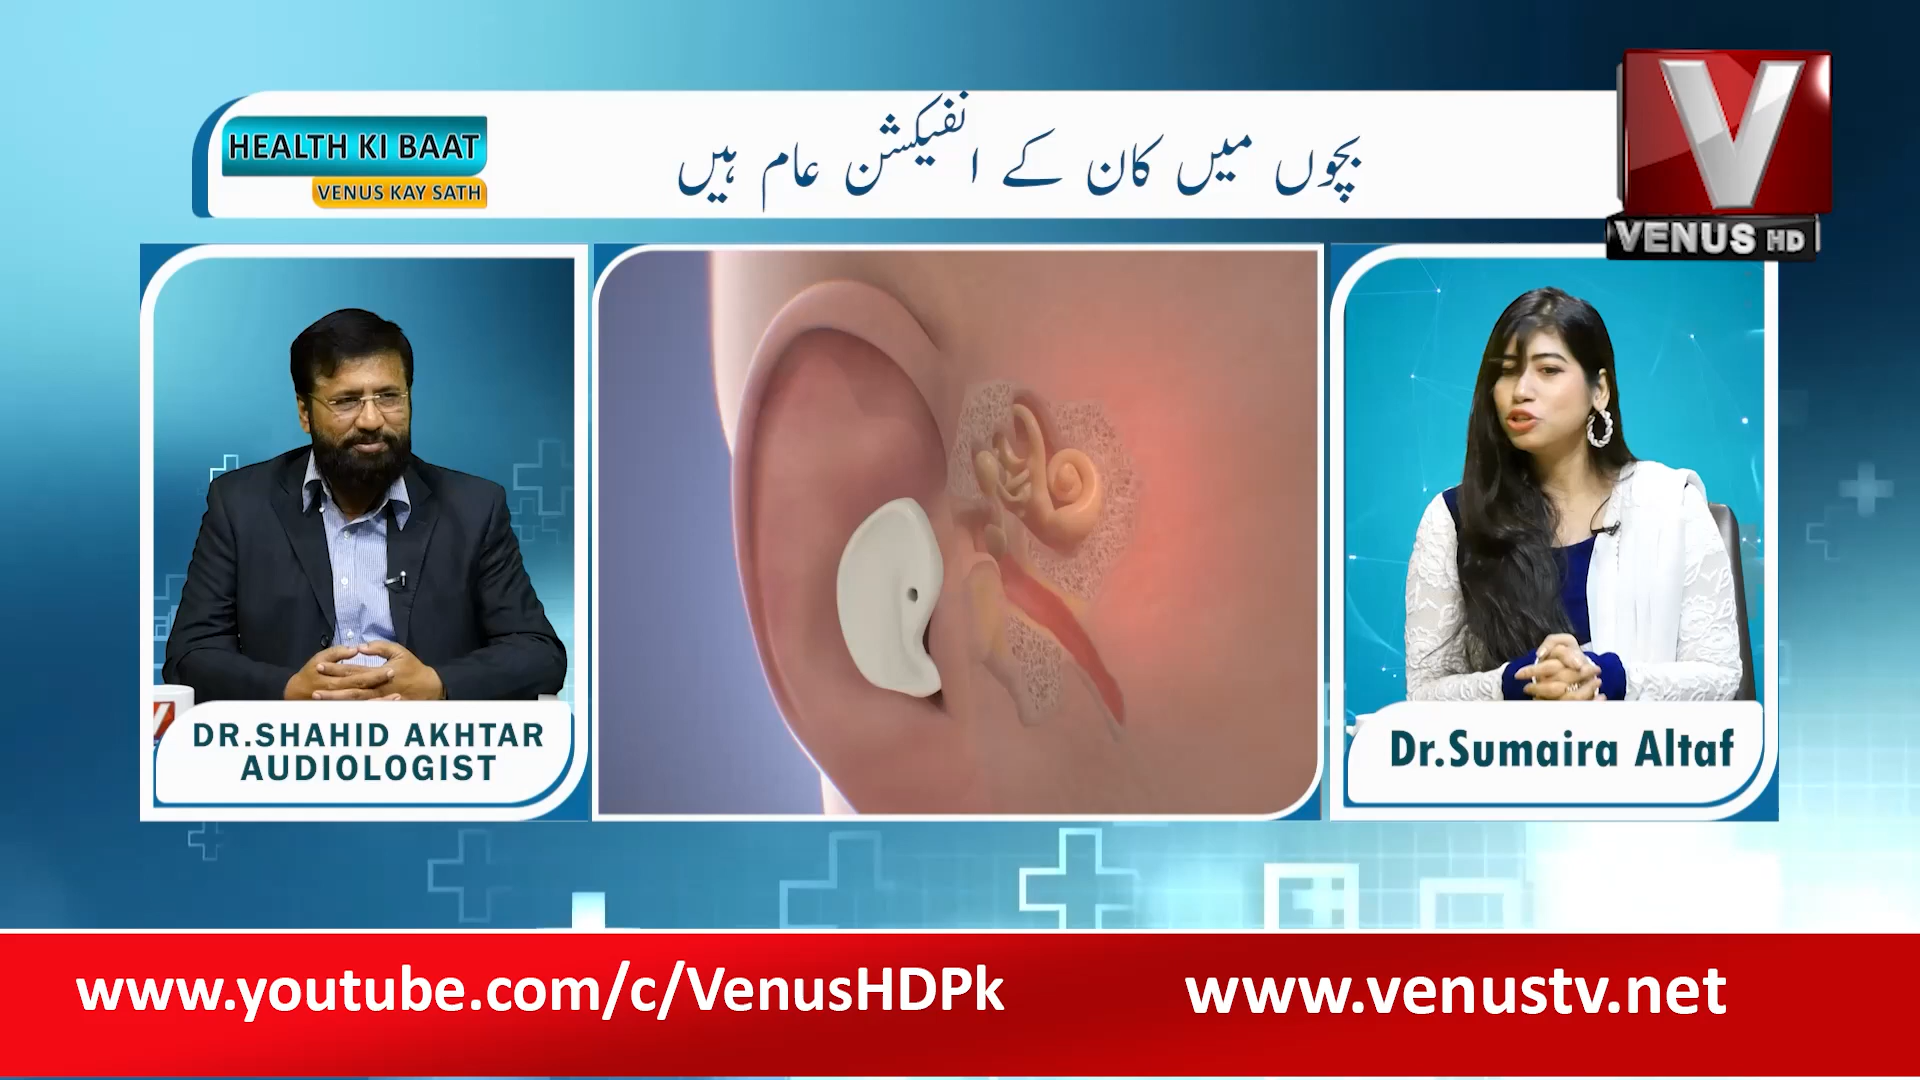 HEALTH KI BAAT
VENUS KAY SATH
بچوں میں کان کے انفیکشن عام ہیں
V
VENUS HD
DR.SHAHID AKHTAR
AUDIOLOGIST
Dr.Sumaira Altaf
www.youtube.com/c/VenusHDPk
www.venustv.net